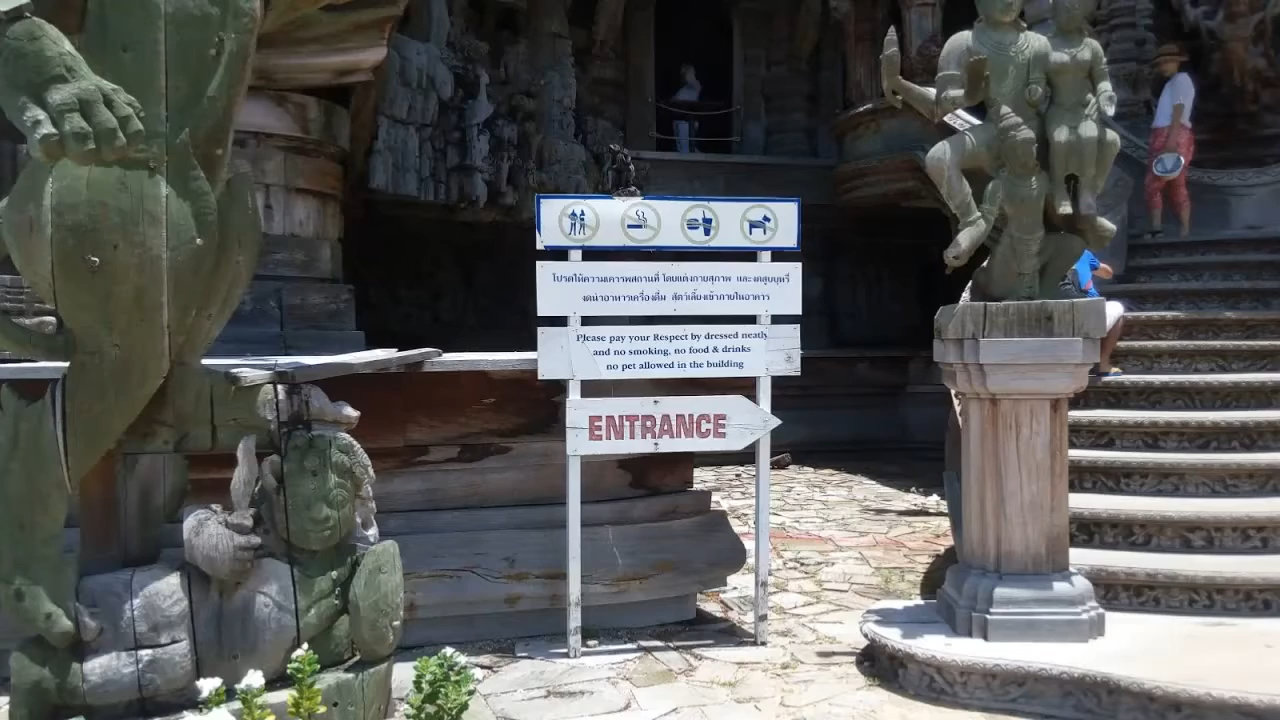 โปรดให้ความเคารพสถานที่ โดยแต่งกายสุภาพ และงดสูบบุหรี่
งดนำอาหารเครื่องดื่ม สัตว์เลี้ยงเข้าภายในอาคาร
Please pay your Respect by dressed neatly
and no smoking, no food & drinks
no pet allowed in the building
ENTRANCE